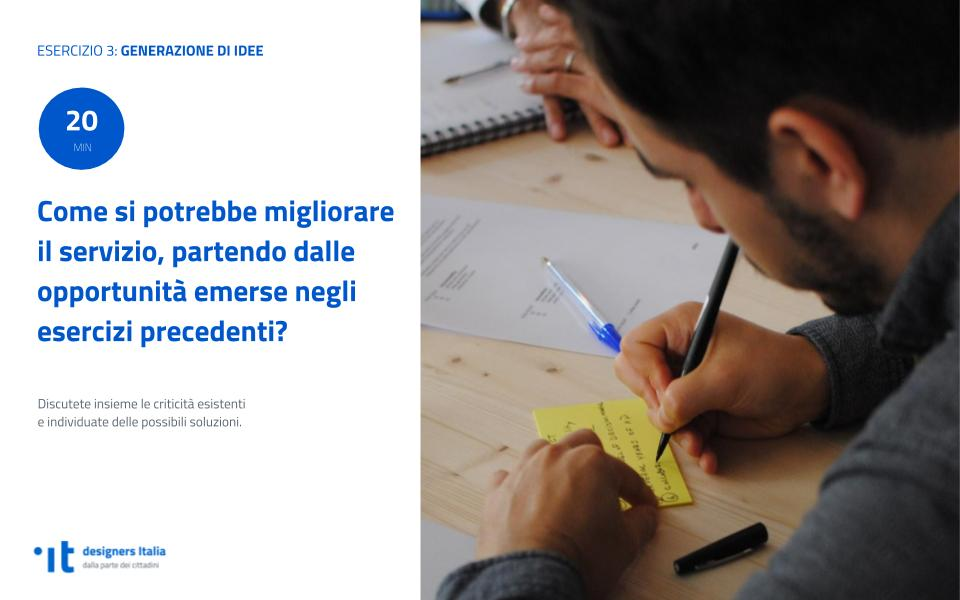 ESERCIZIO 3: GENERAZIONE DI IDEE
20
MIN
Come si potrebbe migliorare
il servizio, partendo dalle
opportunità emerse negli
esercizi precedenti?
Discutete insieme le criticità esistenti
e individuate delle possibili soluzioni.
it
designers Italia
dalla parte dei cittadini